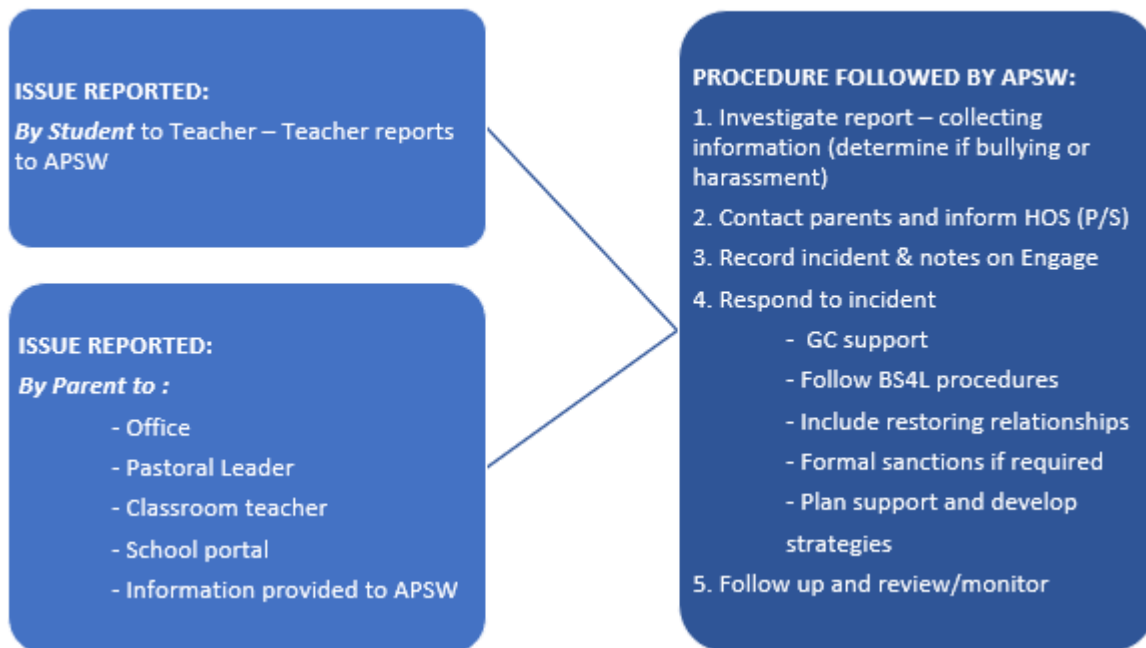 ISSUE REPORTED:
By Student to Teacher – Teacher reports
to APSW
ISSUE REPORTED:
By Parent to :
- Office
- Pastoral Leader
- Classroom teacher
- School portal
- Information provided to APSW
PROCEDURE FOLLOWED BY APSW:
1. Investigate report – collecting
information (determine if bullying or
harassment)
2. Contact parents and inform HOS (P/S)
3. Record incident & notes on Engage
4. Respond to incident
- GC support
- Follow BS4L procedures
- Include restoring relationships
- Formal sanctions if required
- Plan support and develop
strategies
5. Follow up and review/monitor